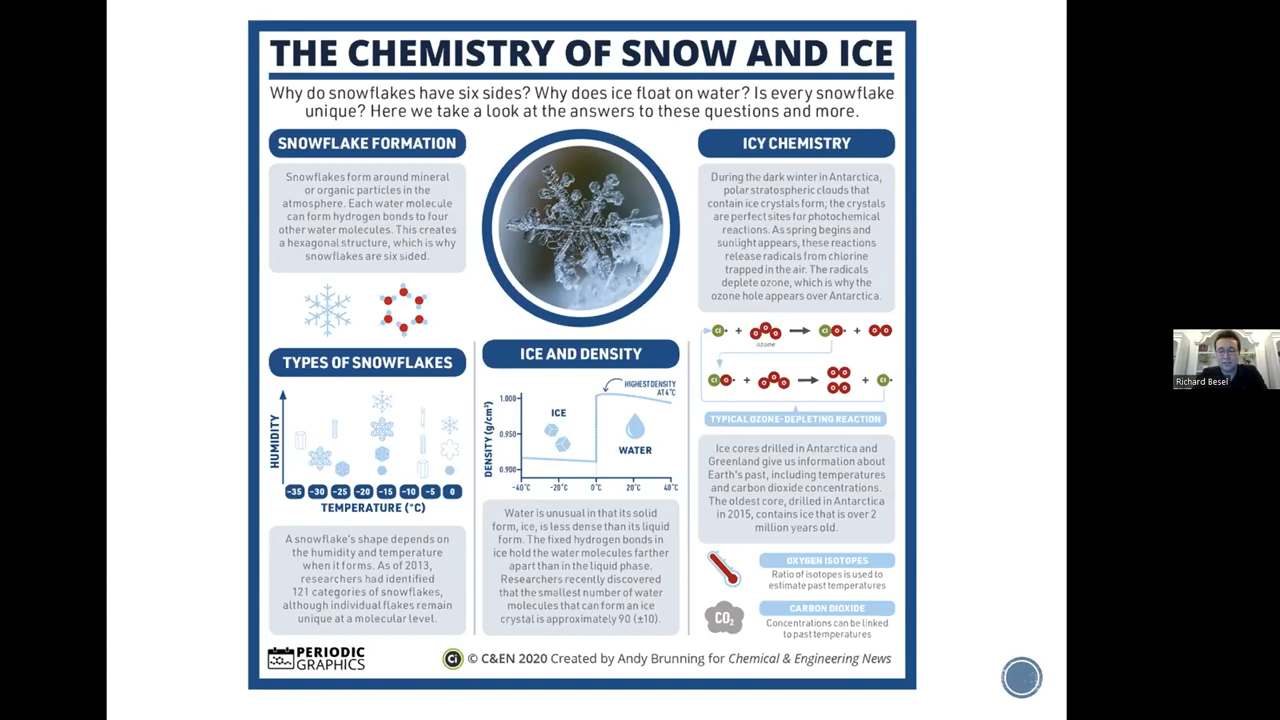 THE CHEMISTRY OF SNOW AND ICE
Why do snowflakes have six sides? Why does ice float on water? Is every snowflake
unique? Here we take a look at the answers to these questions and more.
SNOWFLAKE FORMATION
Snowflakes form around mineral
or organic particles in the
atmosphere. Each water molecule
can form hydrogen bonds to four
other water molecules. This creates
a hexagonal structure, which is why
snowflakes are six sided.
TYPES OF SNOWFLAKES
HUMIDITY
-35 -30 -25 -20 -15 -10 -5 0
TEMPERATURE (°C)
A snowflake's shape depends on
the humidity and temperature
when it forms. As of 2013,
researchers had identified
121 categories of snowflakes,
although individual flakes remain
unique at a molecular level.
ICE AND DENSITY
DENSITY (g/cm³)
1.000
0.950
0.900
HIGHEST DENSITY
AT 4°C
ICE
WATER
-40°C -20°C 0°C 20°C 40°C
Water is unusual in that its solid
form, ice, is less dense than its liquid
form. The fixed hydrogen bonds in
ice hold the water molecules farther
apart than in the liquid phase.
Researchers recently discovered
that the smallest number of water
molecules that can form an ice
crystal is approximately 90 (±10).
ICY CHEMISTRY
During the dark winter in Antarctica,
polar stratospheric clouds that
contain ice crystals form; the crystals
are perfect sites for photochemical
reactions. As spring begins and
sunlight appears, these reactions
release radicals from chlorine
trapped in the air. The radicals
deplete ozone, which is why the
ozone hole appears over Antarctica.
Cl• + O O O → Cl O• + O O
ozone
Cl O• + O O O → O O O O + Cl•
TYPICAL OZONE-DEPLETING REACTION
Ice cores drilled in Antarctica and
Greenland give us information about
Earth's past, including temperatures
and carbon dioxide concentrations.
The oldest core, drilled in Antarctica
in 2015, contains ice that is over 2
million years old.
OXYGEN ISOTOPES
Ratio of isotopes is used to
estimate past temperatures
CO₂
CARBON DIOXIDE
Concentrations can be linked
to past temperatures
PERIODIC
GRAPHICS
Ci © C&EN 2020 Created by Andy Brunning for Chemical & Engineering News
Richard Besel